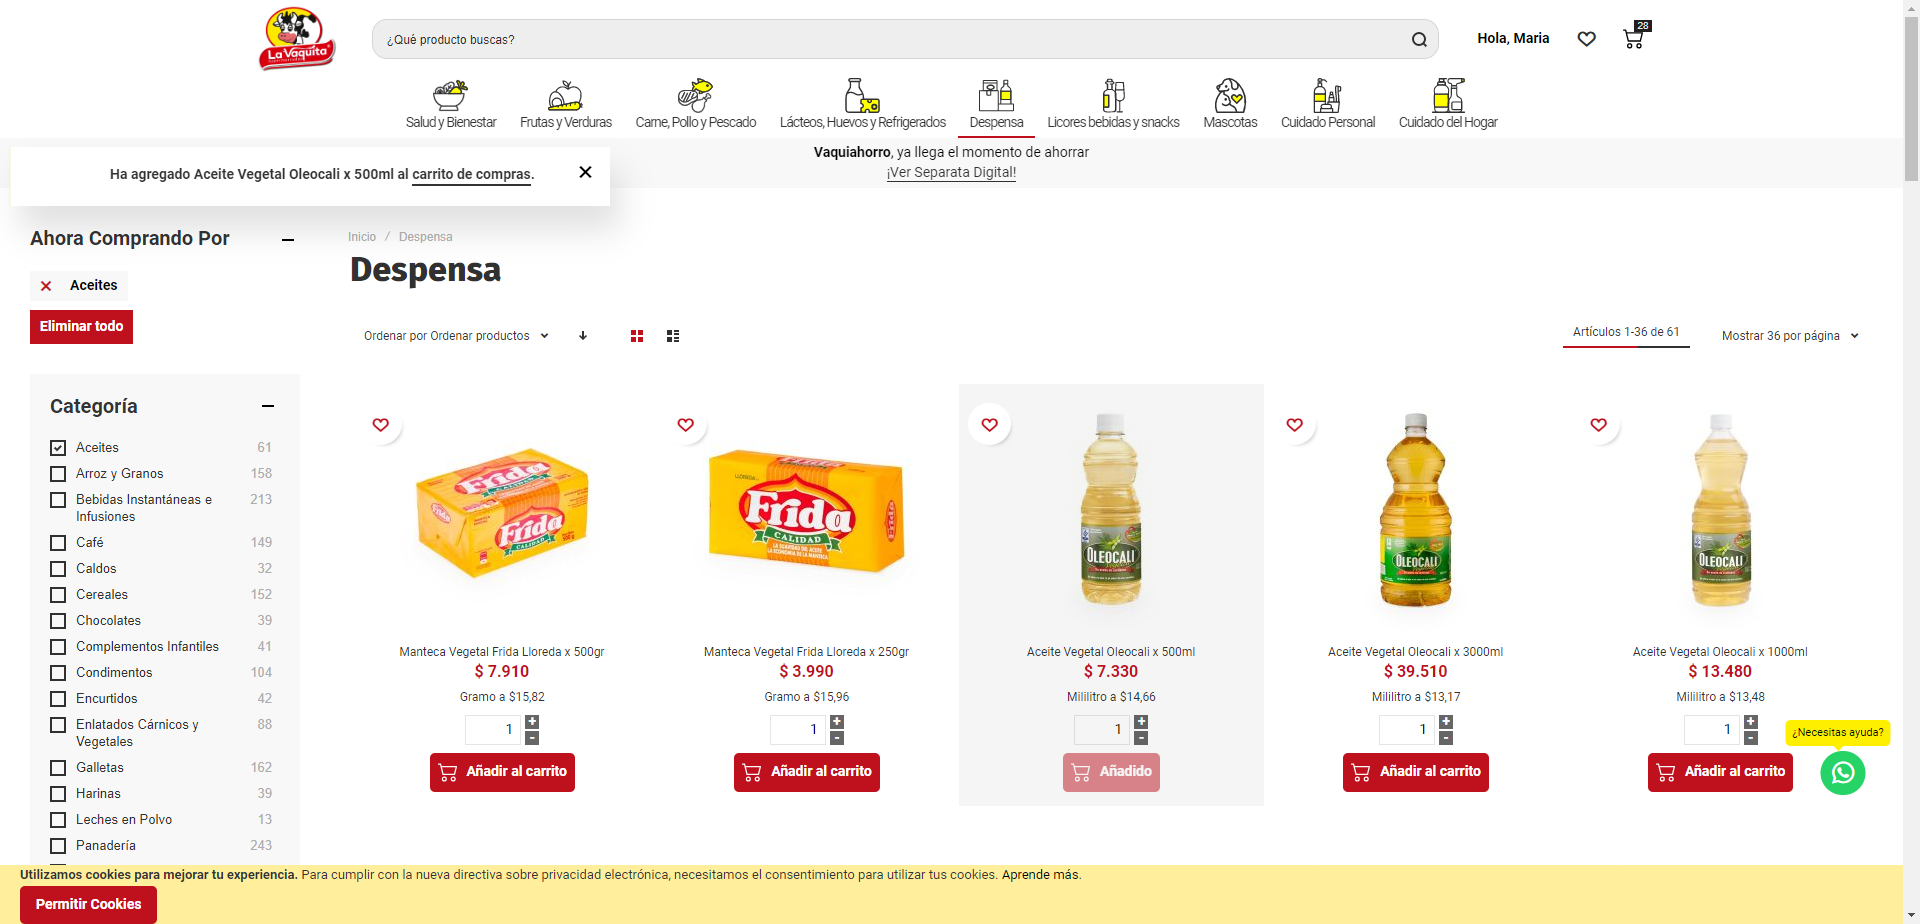 La Vaquita
¿Qué producto buscas?
Hola, Maria
28
Salud y Bienestar
Frutas y Verduras
Carne, Pollo y Pescado
Lácteos, Huevos y Refrigerados
Despensa
Licores bebidas y snacks
Mascotas
Cuidado Personal
Cuidado del Hogar
Vaquiahorro, ya llega el momento de ahorrar
¡Ver Separata Digital!
Ha agregado Aceite Vegetal Oleocali x 500ml al carrito de compras.
Ahora Comprando Por
Aceites
Eliminar todo
Inicio / Despensa
Despensa
Ordenar por Ordenar productos
Artículos 1-36 de 61
Mostrar 36 por página
Categoría
Aceites 61
Arroz y Granos 158
Bebidas Instantáneas e 213
Infusiones
Café 149
Caldos 32
Cereales 152
Chocolates 39
Complementos Infantiles 41
Condimentos 104
Encurtidos 42
Enlatados Cárnicos y 88
Vegetales
Galletas 162
Harinas 39
Leches en Polvo 13
Panadería 243
Frida
Frida
Manteca Vegetal Frida Lloreda x 500gr
$ 7.910
Gramo a $15,82
1
+
-
Añadir al carrito
Frida
CALIDAD
Manteca Vegetal Frida Lloreda x 250gr
$ 3.990
Gramo a $15,96
1
+
-
Añadir al carrito
OLEOCALI
Aceite Vegetal Oleocali x 500ml
$ 7.330
Mililitro a $14,66
1
+
-
Añadido
OLEOCALI
Aceite Vegetal Oleocali x 3000ml
$ 39.510
Mililitro a $13,17
1
+
-
Añadir al carrito
OLEOCALI
Aceite Vegetal Oleocali x 1000ml
$ 13.480
Mililitro a $13,48
1
+
-
Añadir al carrito
¿Necesitas ayuda?
Utilizamos cookies para mejorar tu experiencia. Para cumplir con la nueva directiva sobre privacidad electrónica, necesitamos el consentimiento para utilizar tus cookies. Aprende más.
Permitir Cookies